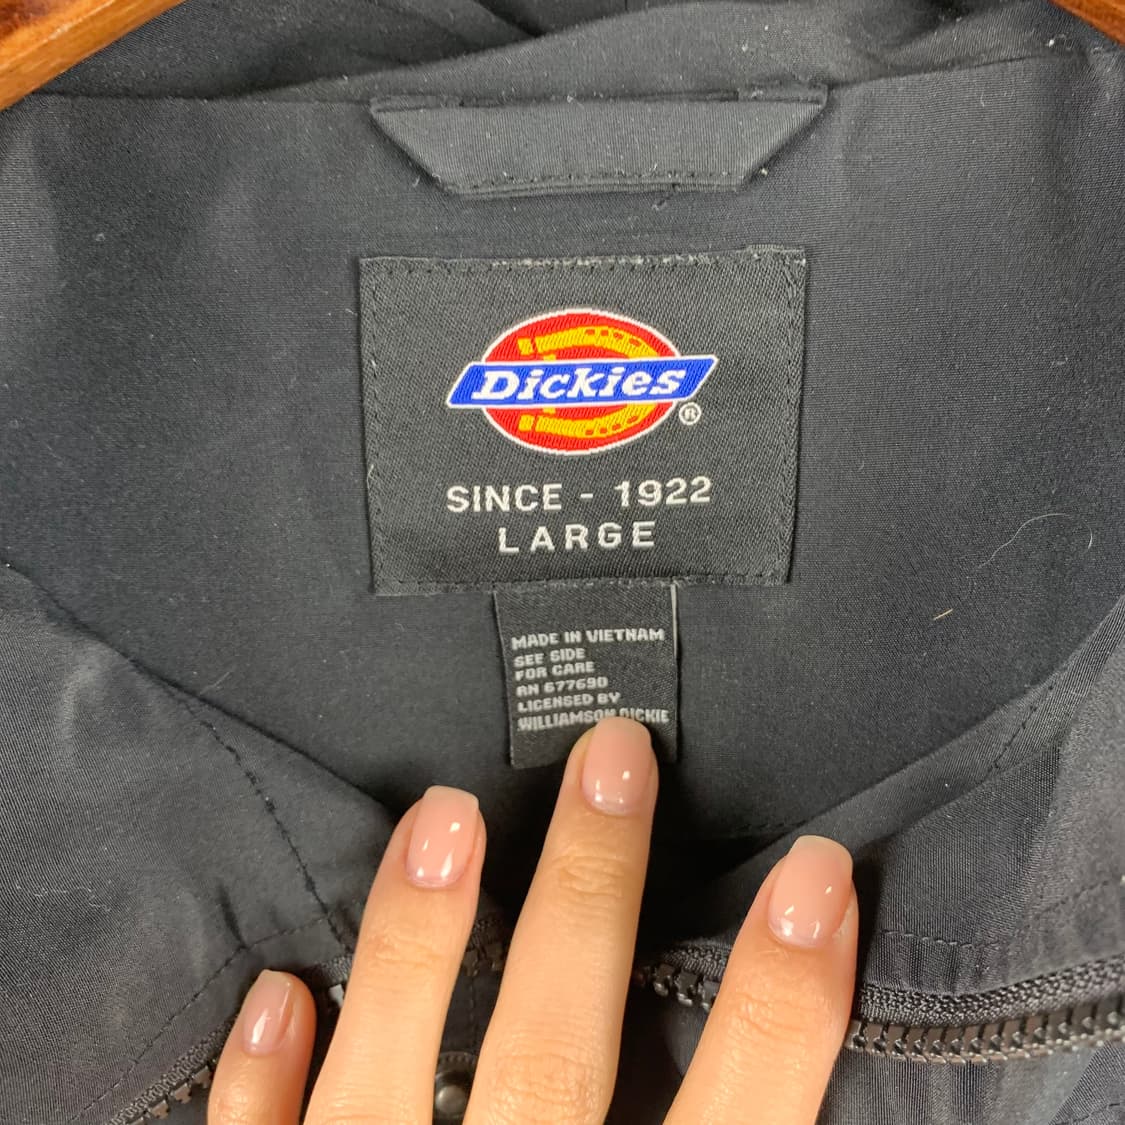 Dickies
®
SINCE - 1922
LARGE
MADE IN VIETNAM
SEE SIDE
FOR CARE
RN 677690
LICENSED BY
WILLIAMSON DICKIE